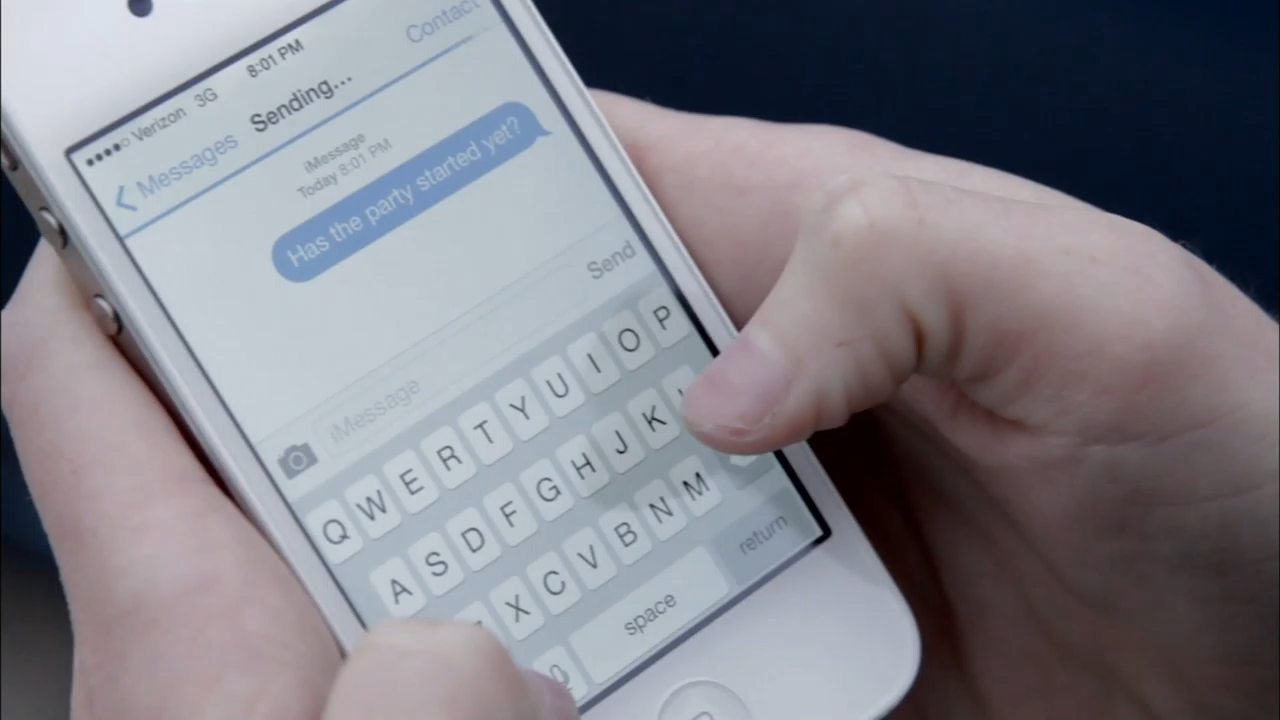 Verizon 3G 8:01 PM
Messages Sending... Contact
iMessage
Today 8:01 PM
Has the party started yet?
iMessage Send
Q W E R T Y U I O P
A S D F G H J K
X C V B N M
space return